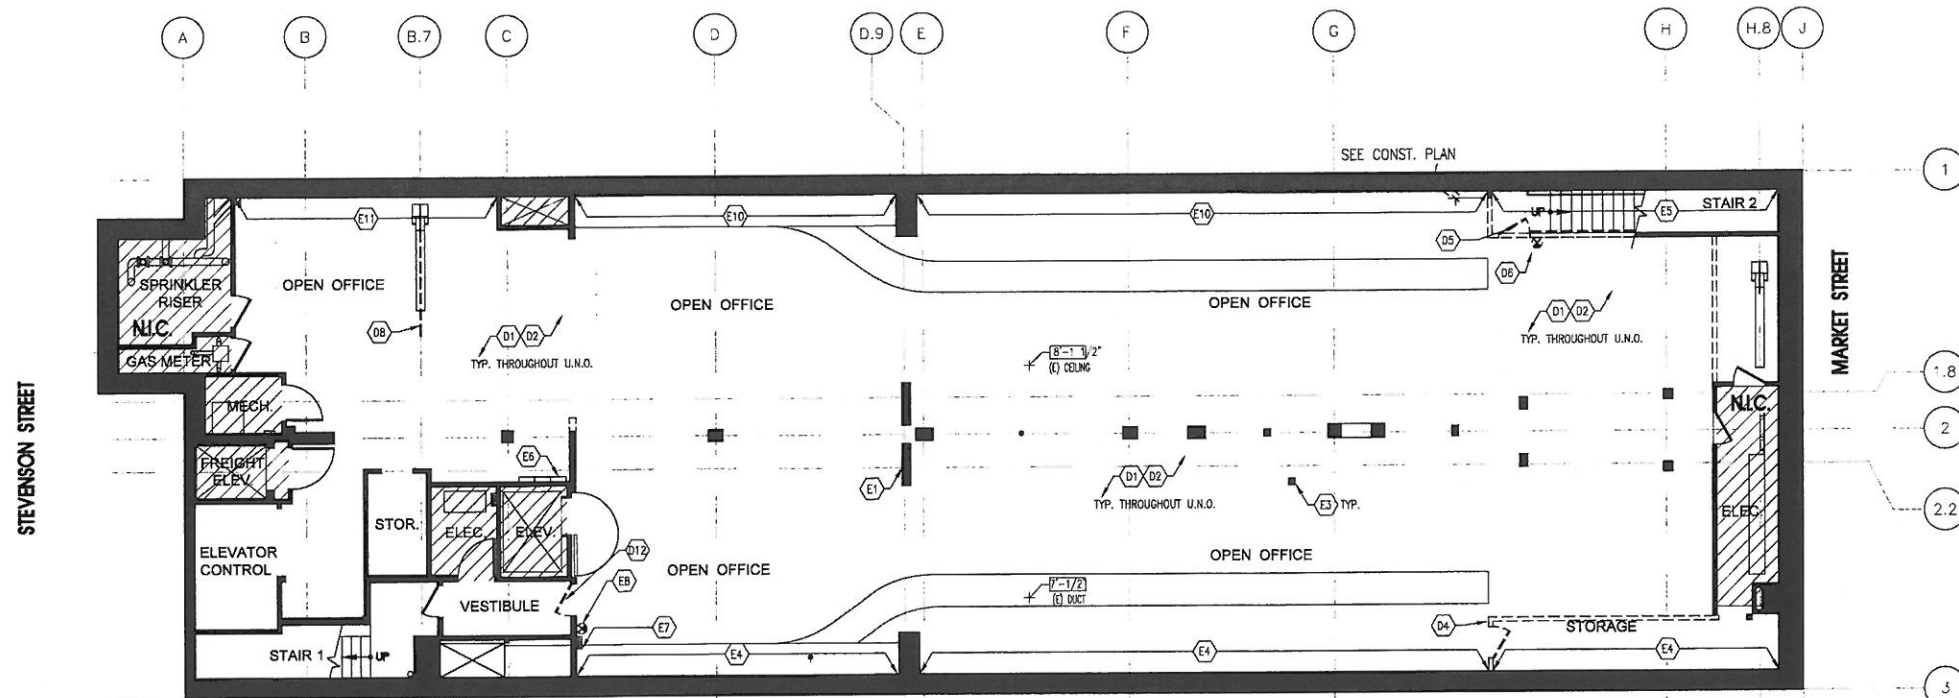 A
B
B.7
C
D
D.9
E
F
G
H
H.8
J
SEE CONST. PLAN
1
E11
E10
E10
UP
E5
STAIR 2
D5
D6
SPRINKLER
RISER
N.I.C.
GAS METER
OPEN OFFICE
OPEN OFFICE
OPEN OFFICE
D8
D1 D2
TYP. THROUGHOUT U.N.O.
8'-1 1/2"
(E) CEILING
D1 D2
TYP. THROUGHOUT U.N.O.
MARKET STREET
1.8
MECH.
N.I.C.
2
STEVENSON STREET
FREIGHT
ELEV.
E6
E1
D1 D2
TYP. THROUGHOUT U.N.O.
E3 TYP.
2.2
STOR.
ELEC.
ELEV.
ELEC.
ELEVATOR
CONTROL
D12
E8
OPEN OFFICE
OPEN OFFICE
7'-1/2"
(E) DUCT
VESTIBULE
E7
D4
STORAGE
STAIR 1
UP
E4
E4
E4
3